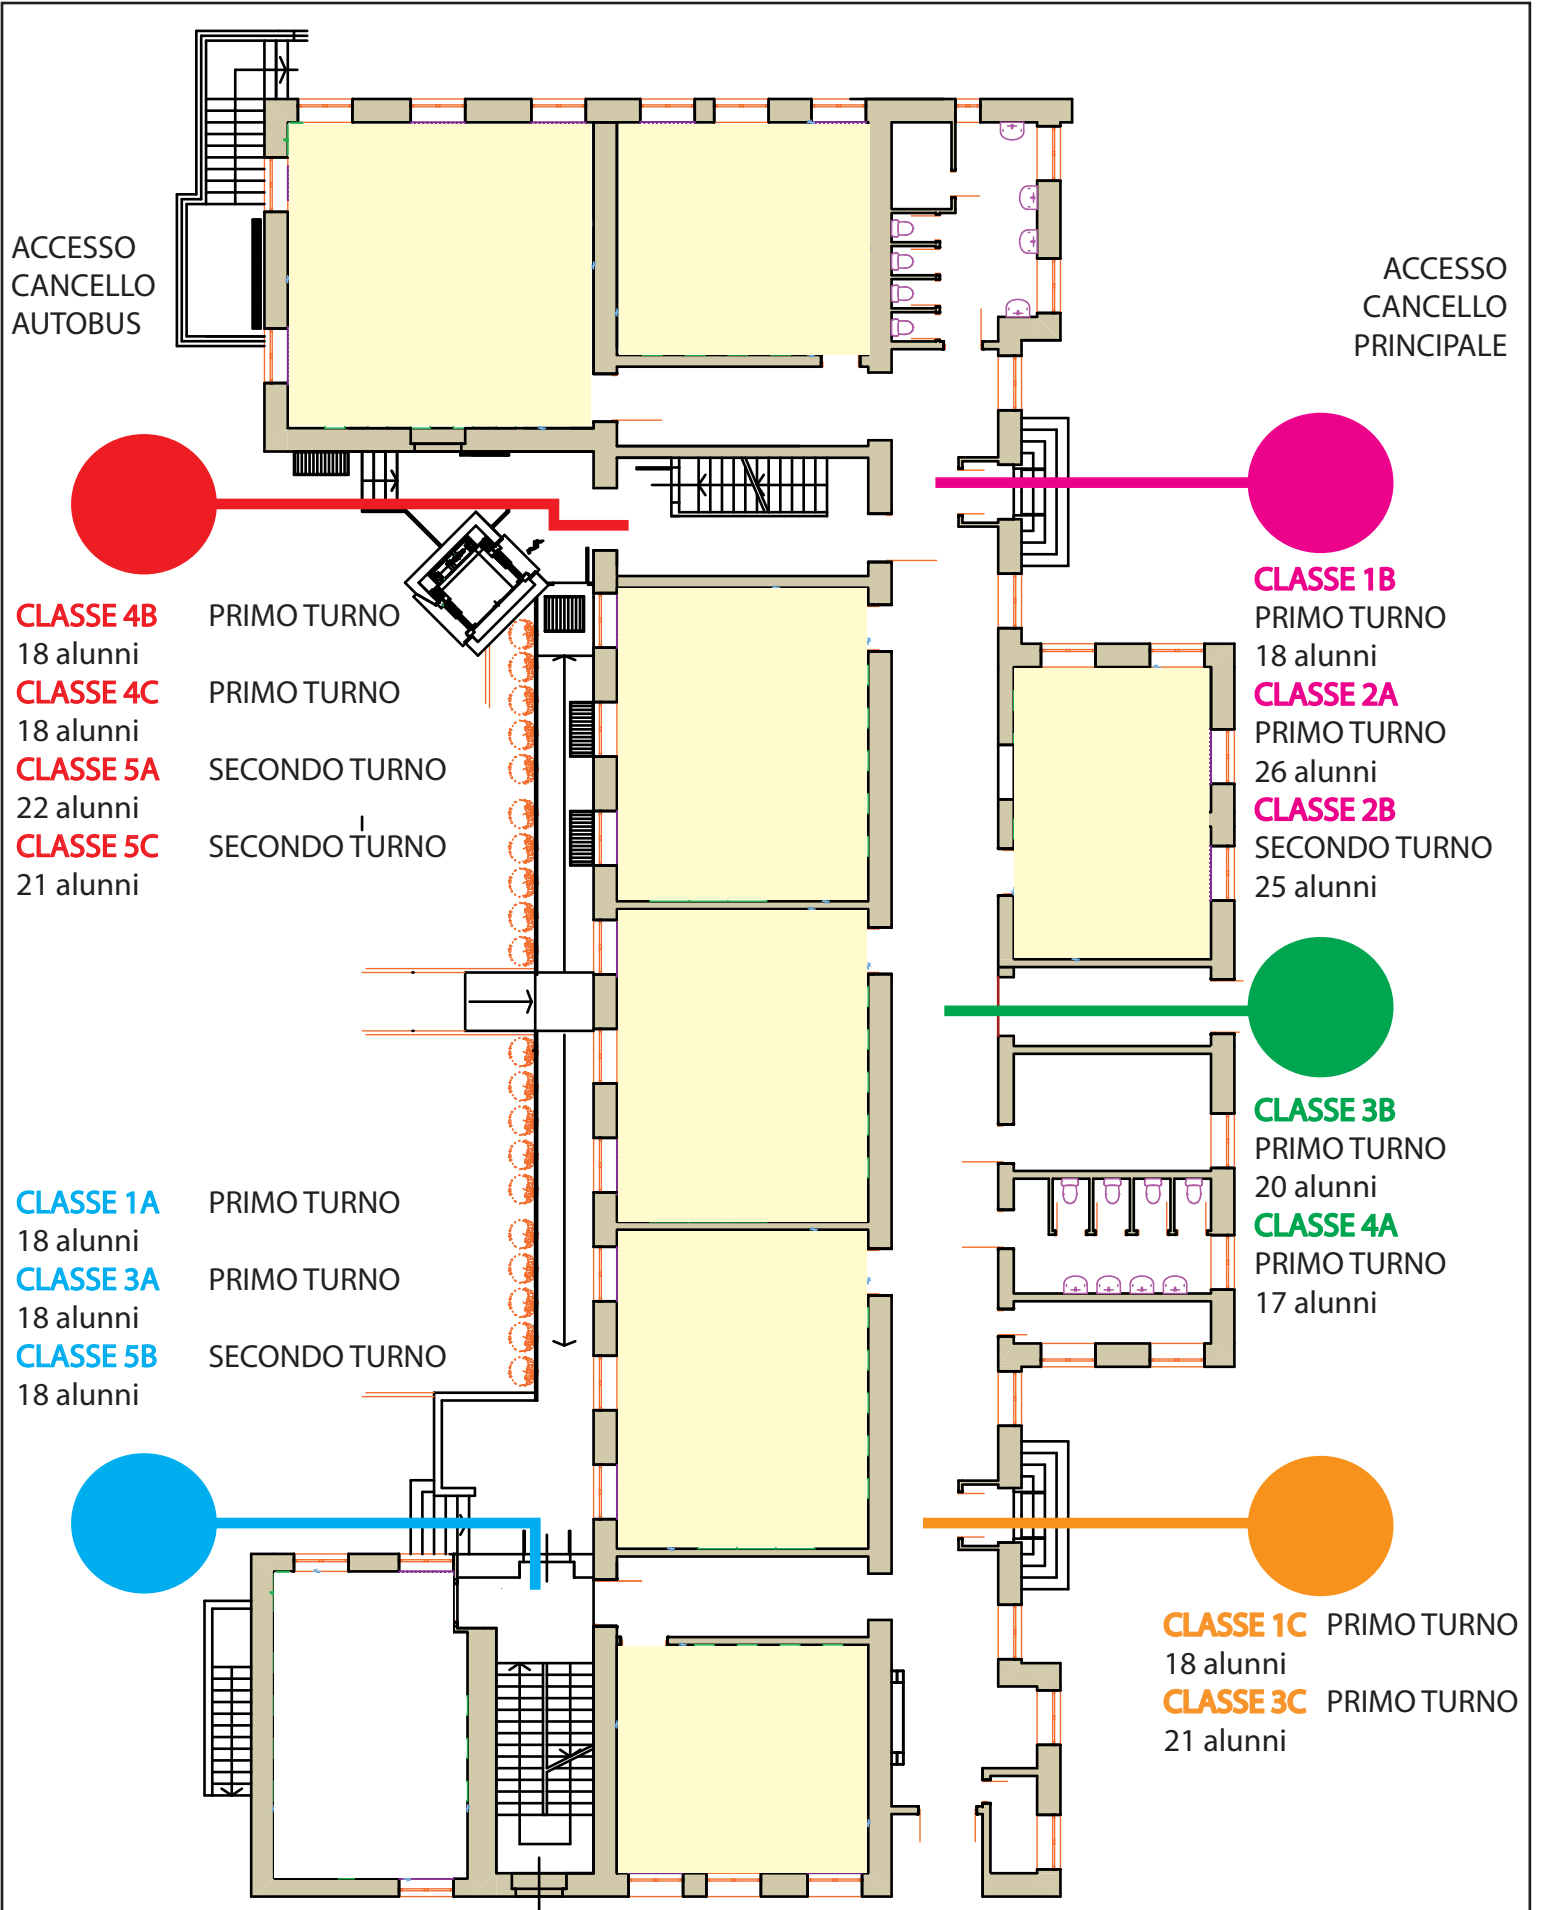 ACCESSO
CANCELLO
AUTOBUS
ACCESSO
CANCELLO
PRINCIPALE
CLASSE 4B PRIMO TURNO
18 alunni
CLASSE 4C PRIMO TURNO
18 alunni
CLASSE 5A SECONDO TURNO
22 alunni
CLASSE 5C SECONDO TURNO
21 alunni
CLASSE 1B
PRIMO TURNO
18 alunni
CLASSE 2A
PRIMO TURNO
26 alunni
CLASSE 2B
SECONDO TURNO
25 alunni
CLASSE 3B
PRIMO TURNO
20 alunni
CLASSE 4A
PRIMO TURNO
17 alunni
CLASSE 1A PRIMO TURNO
18 alunni
CLASSE 3A PRIMO TURNO
18 alunni
CLASSE 5B SECONDO TURNO
18 alunni
CLASSE 1C PRIMO TURNO
18 alunni
CLASSE 3C PRIMO TURNO
21 alunni